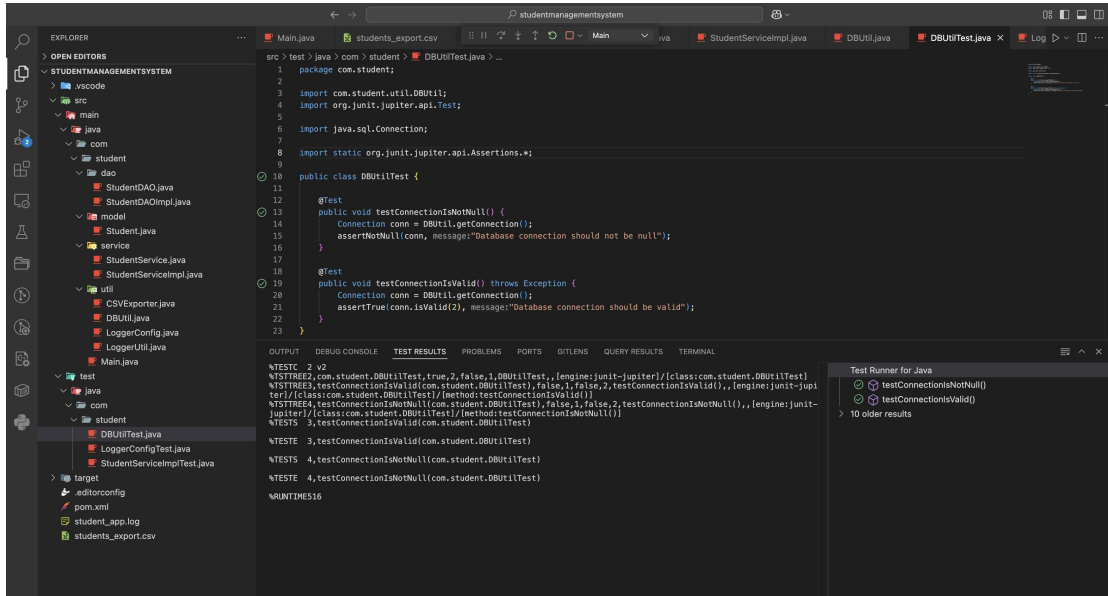 studentmanagementsystem
EXPLORER
Main.java
students_export.csv
Main
va
StudentServiceImpl.java
DBUtil.java
DBUtilTest.java
Log
OPEN EDITORS
STUDENTMANAGEMENTSYSTEM
.vscode
src
main
java
com
student
dao
StudentDAO.java
StudentDAOImpl.java
model
Student.java
service
StudentService.java
StudentServiceImpl.java
util
CSVExporter.java
DBUtil.java
LoggerConfig.java
LoggerUtil.java
Main.java
test
java
com
student
DBUtilTest.java
LoggerConfigTest.java
StudentServiceImplTest.java
target
.editorconfig
pom.xml
student_app.log
students_export.csv
2
src > test > java > com > student > DBUtilTest.java > ...
1 package com.student;
2
3 import com.student.util.DBUtil;
4 import org.junit.jupiter.api.Test;
5
6 import java.sql.Connection;
7
8 import static org.junit.jupiter.api.Assertions.*;
9
10 public class DBUtilTest {
11
12 @Test
13 public void testConnectionIsNotNull() {
14 Connection conn = DBUtil.getConnection();
15 assertNotNull(conn, message:"Database connection should not be null");
16 }
17
18 @Test
19 public void testConnectionIsValid() throws Exception {
20 Connection conn = DBUtil.getConnection();
21 assertTrue(conn.isValid(2), message:"Database connection should be valid");
22 }
23 }
OUTPUT DEBUG CONSOLE TEST RESULTS PROBLEMS PORTS GITLENS QUERY RESULTS TERMINAL
%TESTC 2 v2
%TSTTREE2,com.student.DBUtilTest,true,2,false,1,DBUtilTest,,[engine:junit-jupiter]/[class:com.student.DBUtilTest]
%TSTTREE3,testConnectionIsValid(com.student.DBUtilTest),false,1,false,2,testConnectionIsValid(),,[engine:junit-jupi
ter]/[class:com.student.DBUtilTest]/[method:testConnectionIsValid()]
%TSTTREE4,testConnectionIsNotNull(com.student.DBUtilTest),false,1,false,2,testConnectionIsNotNull(),,[engine:junit-
jupiter]/[class:com.student.DBUtilTest]/[method:testConnectionIsNotNull()]
%TESTS 3,testConnectionIsValid(com.student.DBUtilTest)
%TESTE 3,testConnectionIsValid(com.student.DBUtilTest)
%TESTS 4,testConnectionIsNotNull(com.student.DBUtilTest)
%TESTE 4,testConnectionIsNotNull(com.student.DBUtilTest)
%RUNTIME516
Test Runner for Java
testConnectionIsNotNull()
testConnectionIsValid()
10 older results